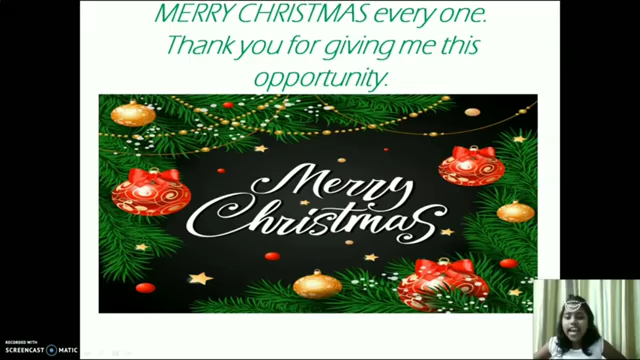 MERRY CHRISTMAS every one.
Thank you for giving me this
opportunity.
Merry
Christmas
RECORDED WITH
SCREENCAST MATIC